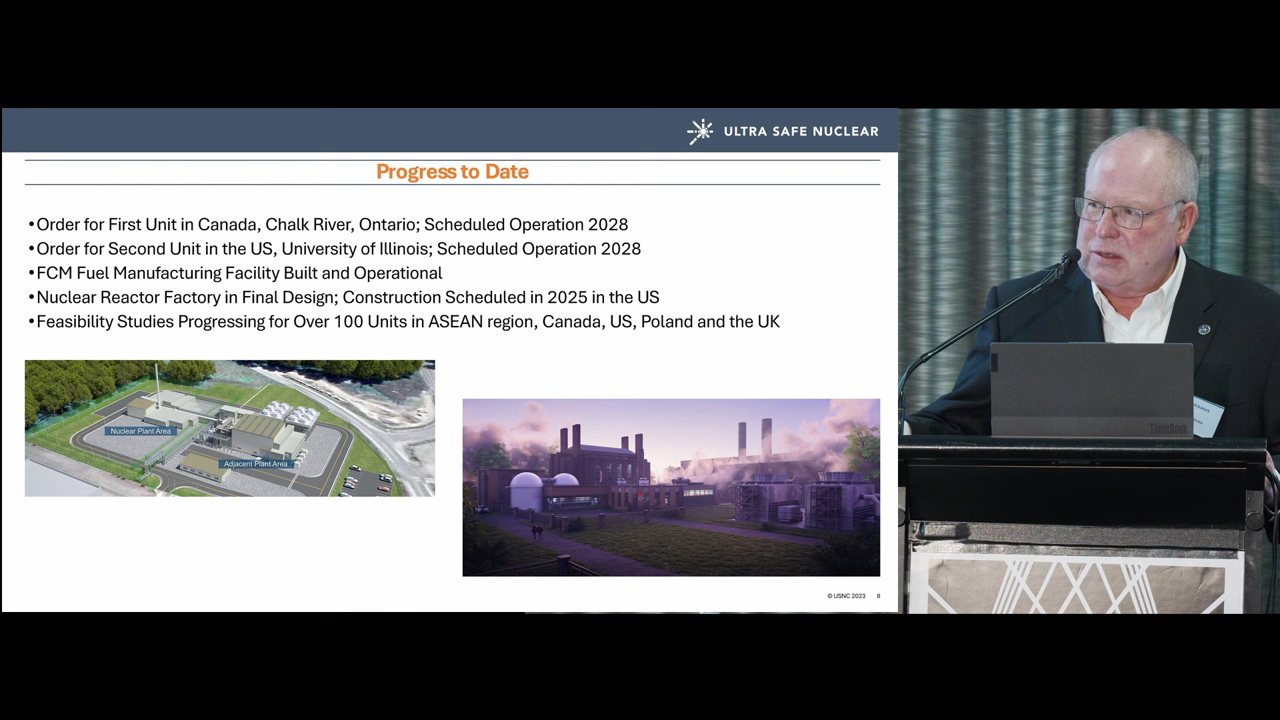 ULTRA SAFE NUCLEAR
Progress to Date
•Order for First Unit in Canada, Chalk River, Ontario; Scheduled Operation 2028
•Order for Second Unit in the US, University of Illinois; Scheduled Operation 2028
•FCM Fuel Manufacturing Facility Built and Operational
•Nuclear Reactor Factory in Final Design; Construction Scheduled in 2025 in the US
•Feasibility Studies Progressing for Over 100 Units in ASEAN region, Canada, US, Poland and the UK
Nuclear Plant Area
Adjacent Plant Area
© USNC 2023 8
ThinkBook